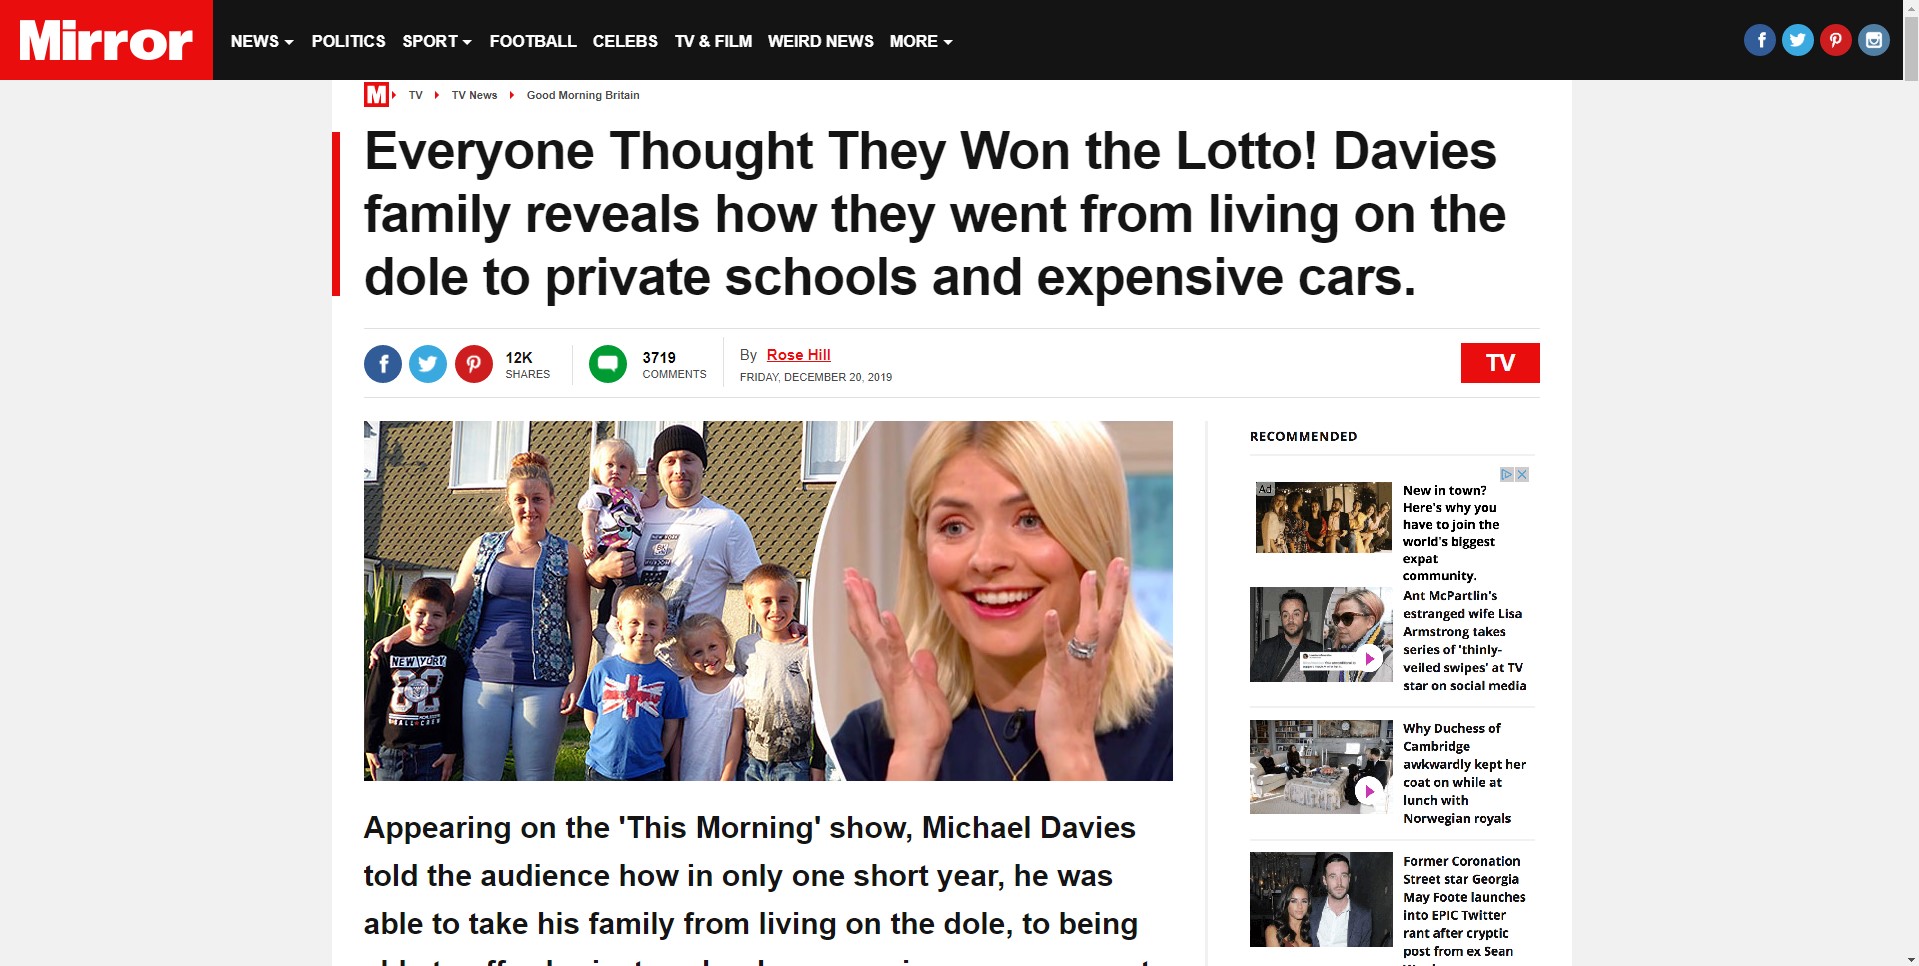 Mirror
NEWS
POLITICS
SPORT
FOOTBALL
CELEBS
TV & FILM
WEIRD NEWS
MORE
M
TV
TV News
Good Morning Britain
Everyone Thought They Won the Lotto! Davies
family reveals how they went from living on the
dole to private schools and expensive cars.
12K
SHARES
3719
COMMENTS
By Rose Hill
FRIDAY, DECEMBER 20, 2019
TV
NEW YORK
NEW YORK
Appearing on the 'This Morning' show, Michael Davies
told the audience how in only one short year, he was
able to take his family from living on the dole, to being
RECOMMENDED
Ad
New in town?
Here's why you
have to join the
world's biggest
expat
community.
Ant McPartlin's
estranged wife Lisa
Armstrong takes
series of 'thinly-
veiled swipes' at TV
star on social media
Why Duchess of
Cambridge
awkwardly kept her
coat on while at
lunch with
Norwegian royals
Former Coronation
Street star Georgia
May Foote launches
into EPIC Twitter
rant after cryptic
post from ex Sean